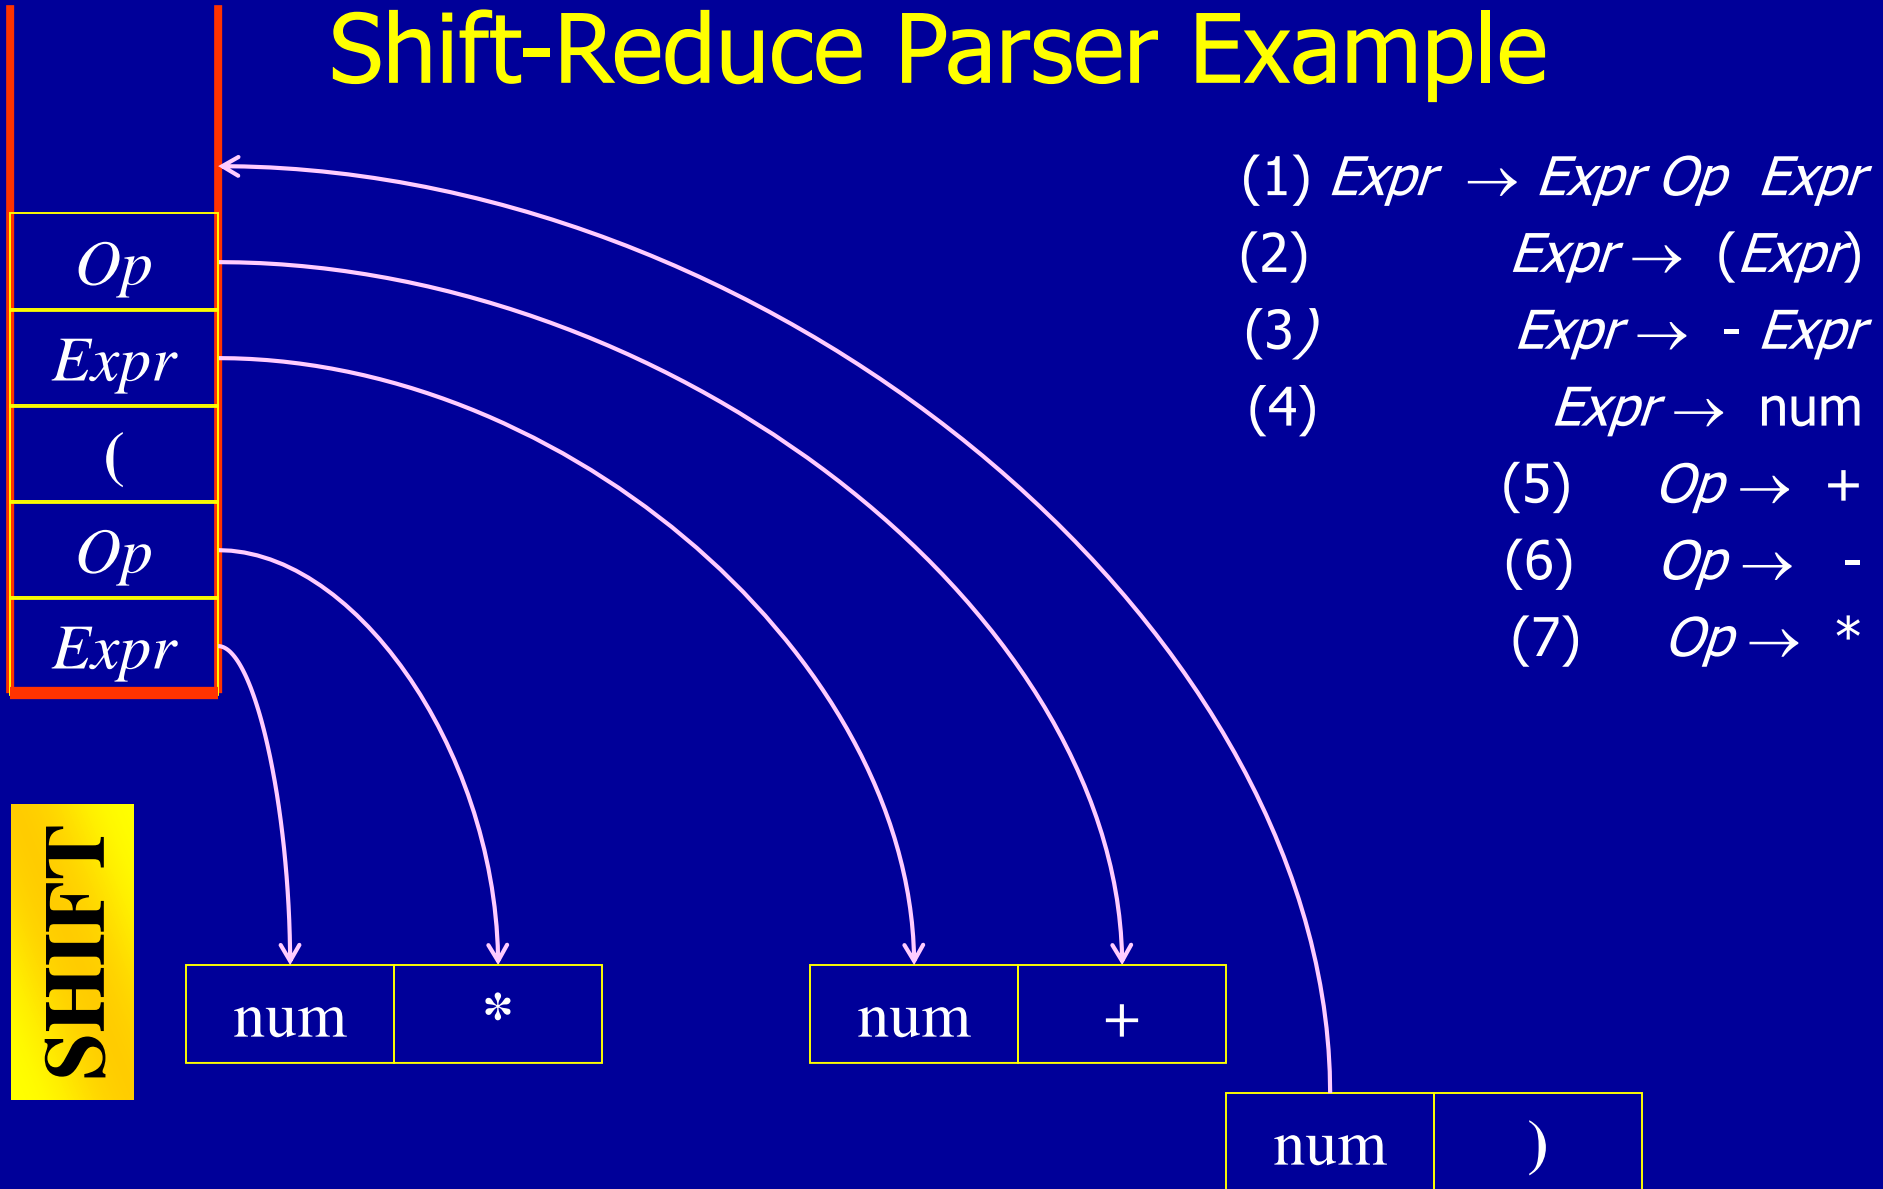 Shift-Reduce Parser Example
(1) Expr → Expr Op Expr
(2) Expr → (Expr)
(3) Expr → - Expr
(4) Expr → num
(5) Op → +
(6) Op → -
(7) Op → *
Op
Expr
(
Op
Expr
SHIFT
num *
num +
num )